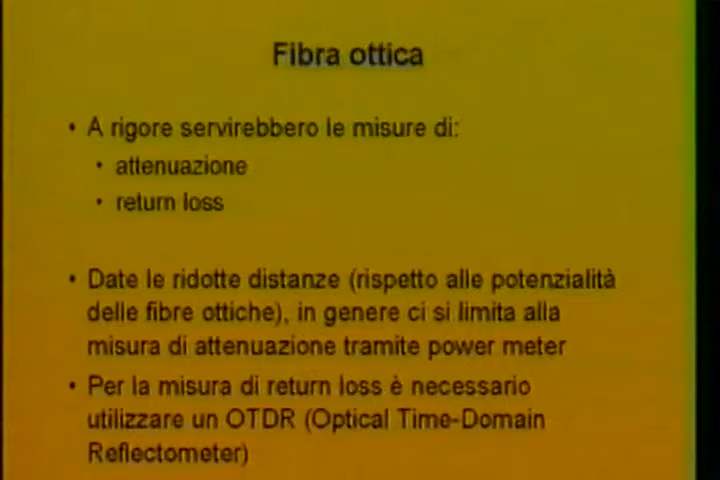 Fibra ottica
• A rigore servirebbero le misure di:
• attenuazione
• return loss
• Date le ridotte distanze (rispetto alle potenzialità
delle fibre ottiche), in genere ci si limita alla
misura di attenuazione tramite power meter
• Per la misura di return loss è necessario
utilizzare un OTDR (Optical Time-Domain
Reflectometer)